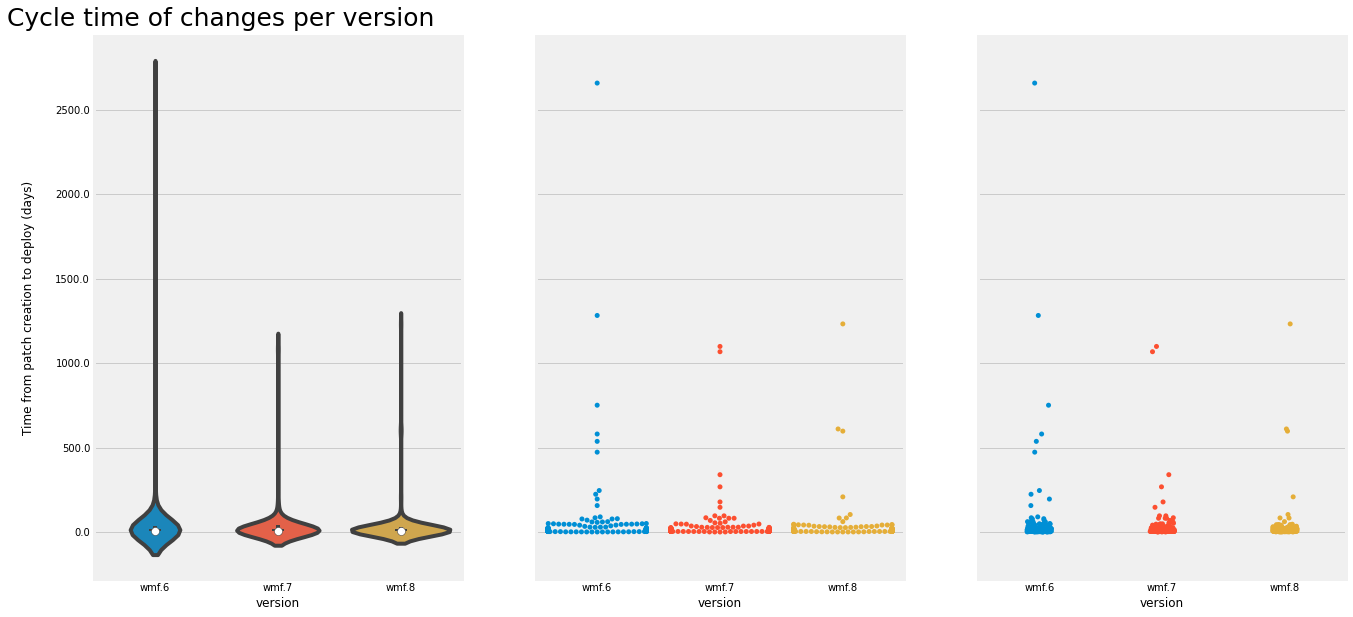 Cycle time of changes per version
Time from patch creation to deploy (days)
2500.0
2000.0
1500.0
1000.0
500.0
0.0
wmf.6 wmf.7 wmf.8
version
wmf.6 wmf.7 wmf.8
version
wmf.6 wmf.7 wmf.8
version